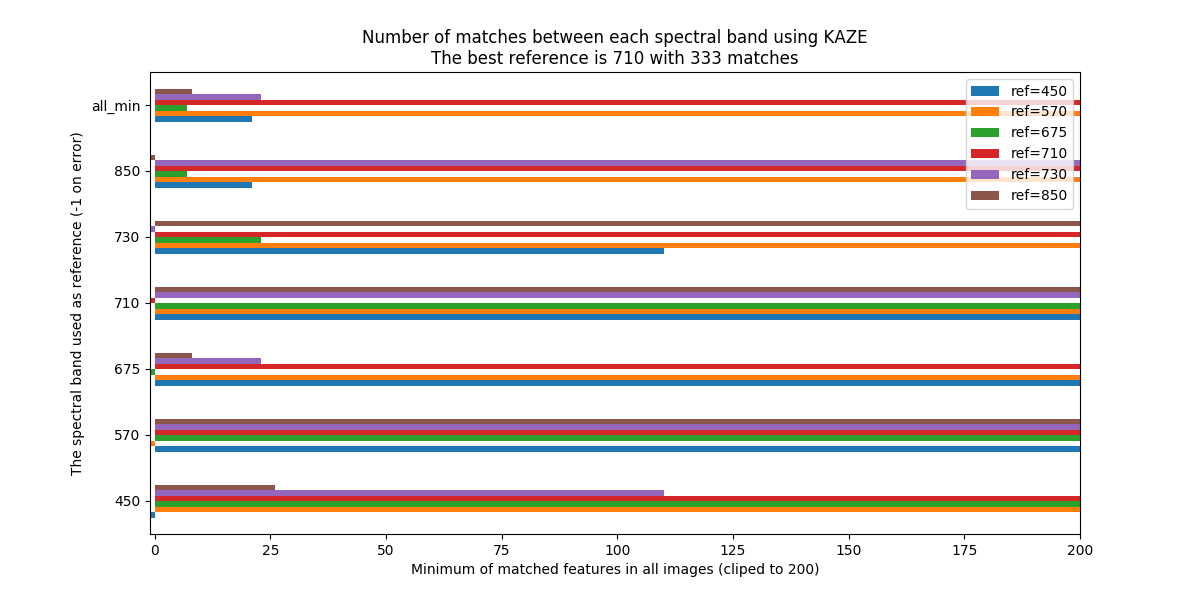 Number of matches between each spectral band using KAZE
The best reference is 710 with 333 matches
The spectral band used as reference (-1 on error)
all_min
850
730
710
675
570
450
ref=450
ref=570
ref=675
ref=710
ref=730
ref=850
0 25 50 75 100 125 150 175 200
Minimum of matched features in all images (cliped to 200)